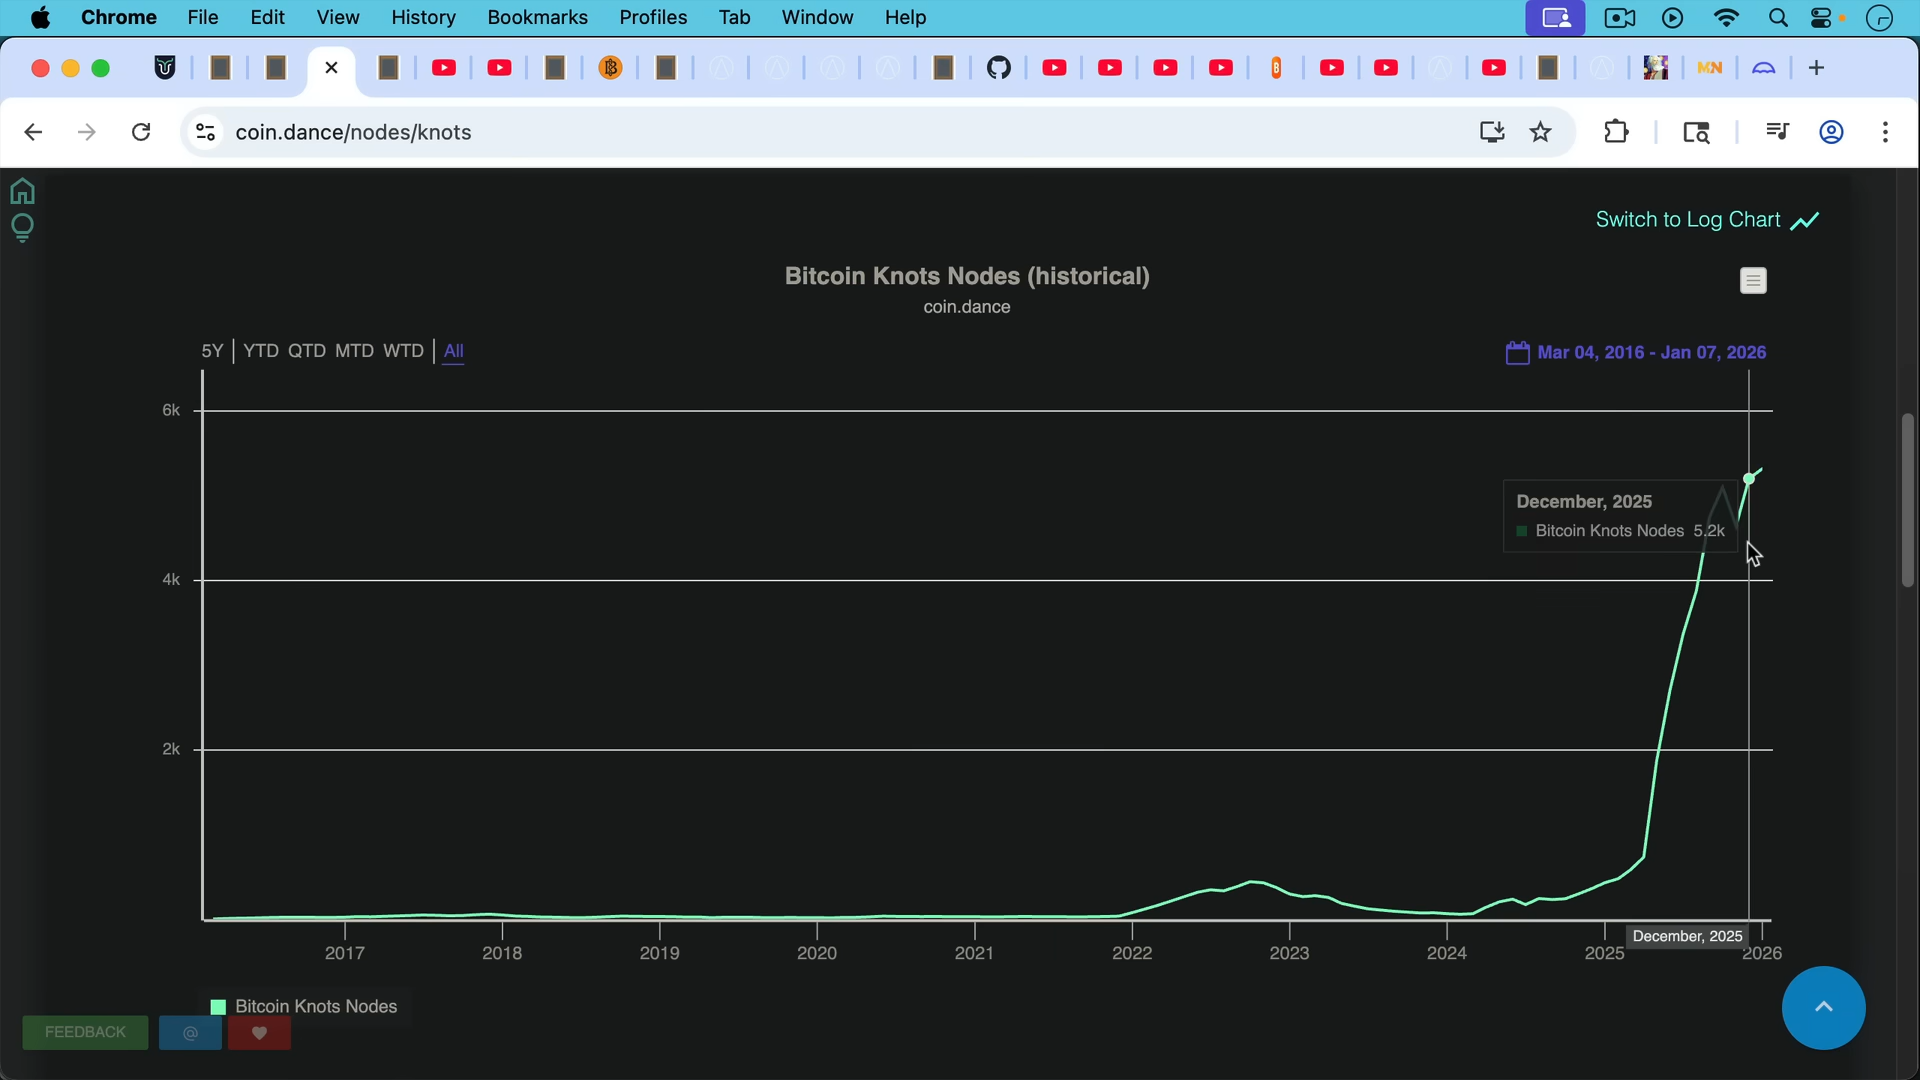 Chrome File Edit View History Bookmarks Profiles Tab Window Help
MN
coin.dance/nodes/knots
Switch to Log Chart
Bitcoin Knots Nodes (historical)
coin.dance
5Y YTD QTD MTD WTD All
Mar 04, 2016 - Jan 07, 2026
6k
December, 2025
Bitcoin Knots Nodes 5.2k
4k
2k
December, 2025
2017 2018 2019 2020 2021 2022 2023 2024 2025 2026
Bitcoin Knots Nodes
FEEDBACK @